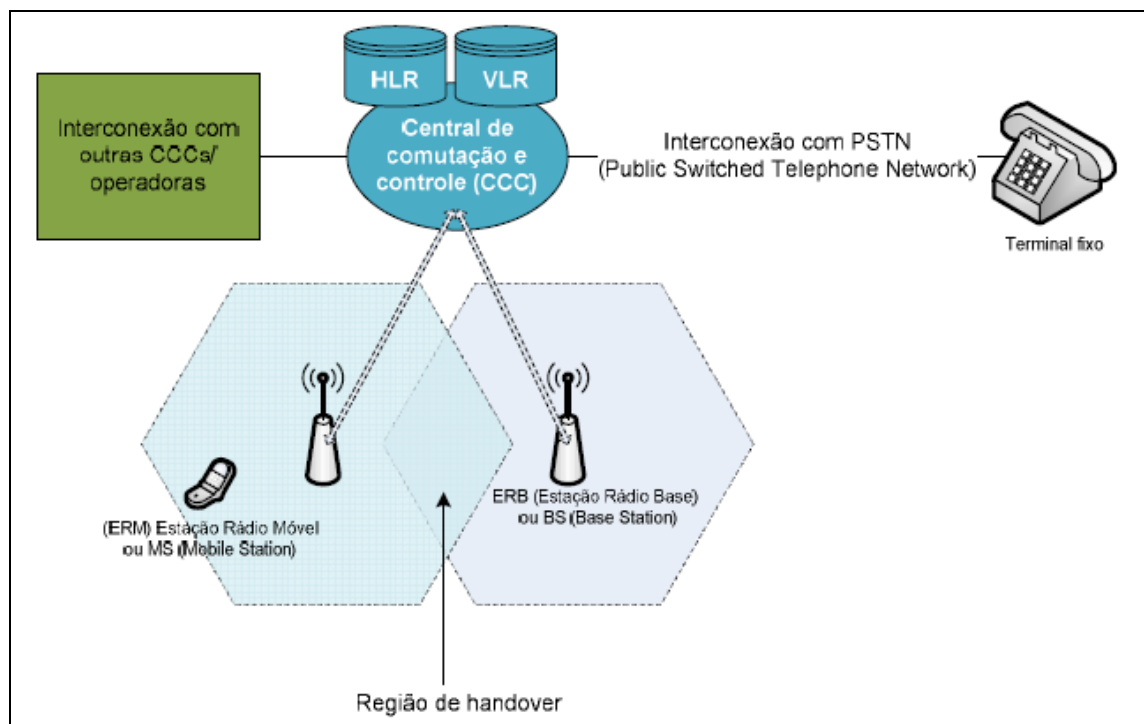 HLR
VLR
Interconexão com
outras CCCs/
operadoras
Central de
comutação e
controle (CCC)
Interconexão com PSTN
(Public Switched Telephone Network)
Terminal fixo
(ERM) Estação Rádio Móvel
ou MS (Mobile Station)
ERB (Estação Rádio Base)
ou BS (Base Station)
Região de handover